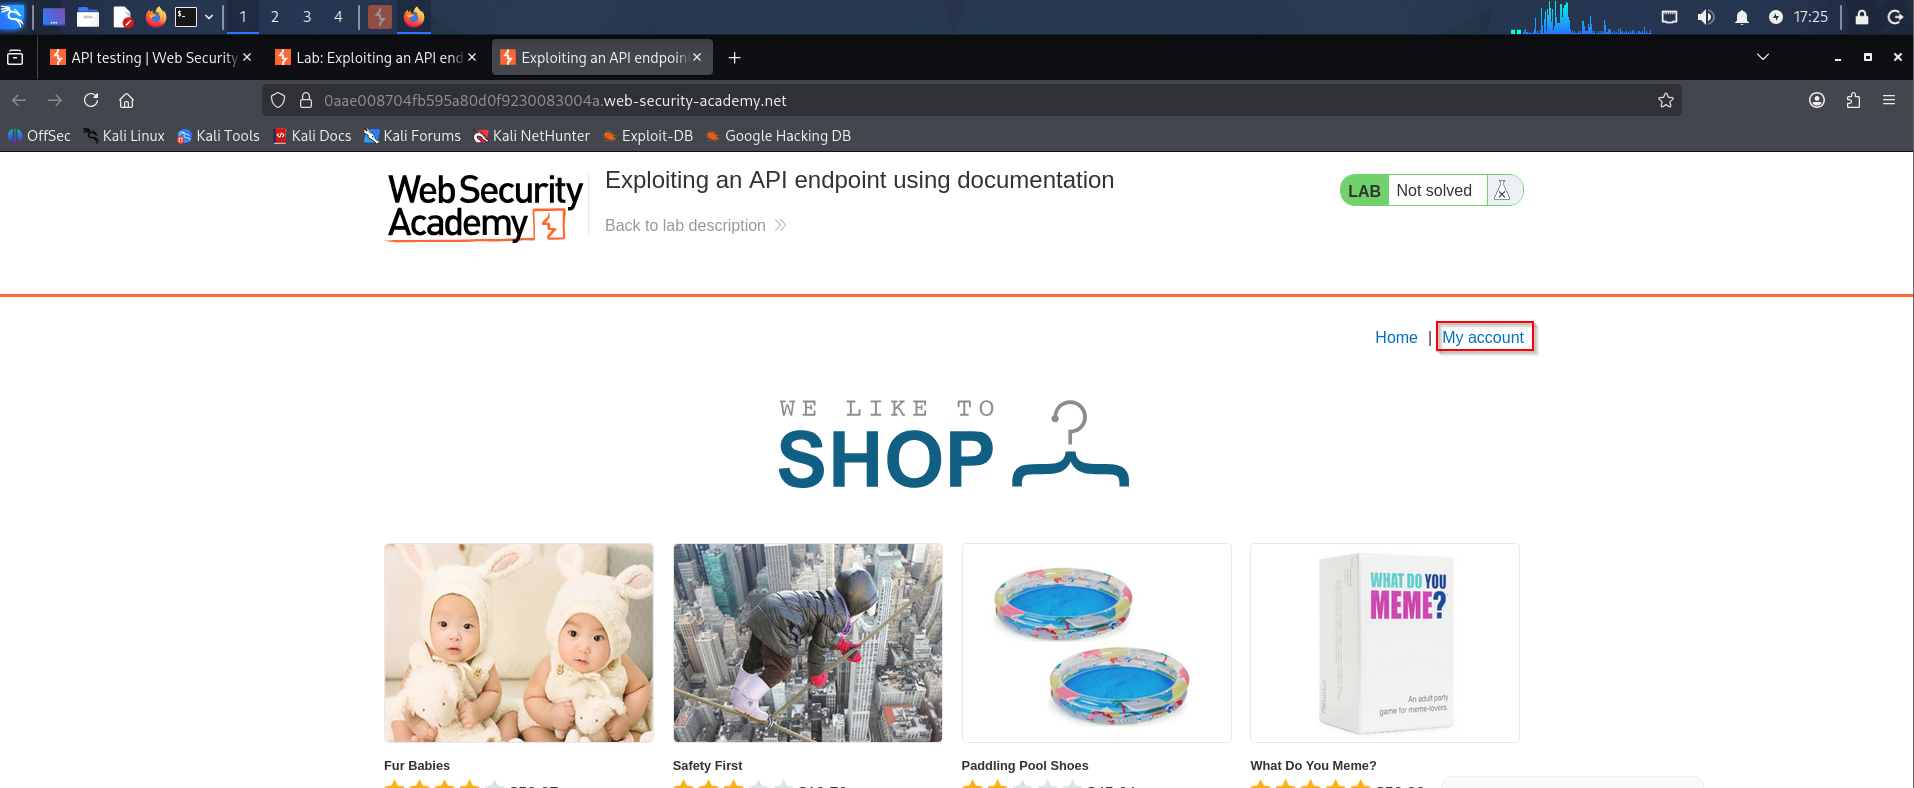 1 2 3 4 17:25
API testing | Web Security
Lab: Exploiting an API end
Exploiting an API endpoin
0aae008704fb595a80d0f9230083004a.web-security-academy.net
OffSec Kali Linux Kali Tools Kali Docs Kali Forums Kali NetHunter Exploit-DB Google Hacking DB
WebSecurity
Academy
Exploiting an API endpoint using documentation
Back to lab description
LAB Not solved
Home | My account
WE LIKE TO
SHOP
WHAT DO YOU
MEME?
An adult party
game for meme-lovers.
Fur Babies
Safety First
Paddling Pool Shoes
What Do You Meme?